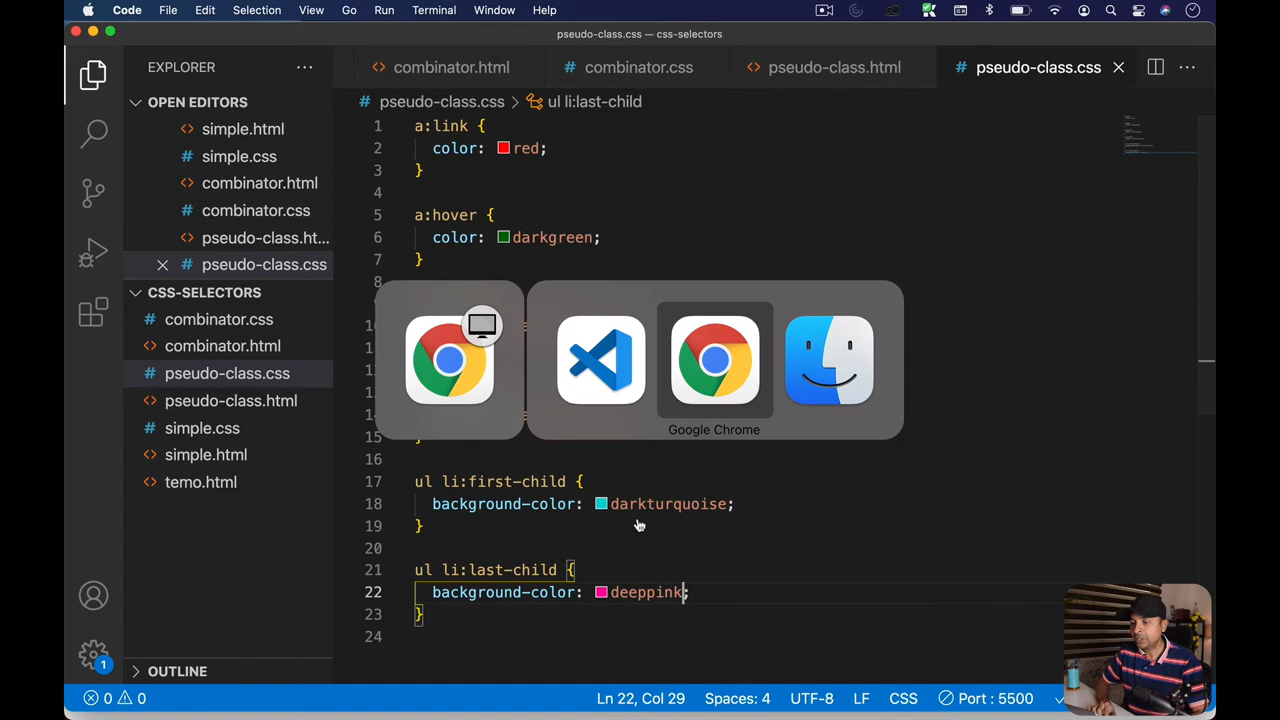 Code File Edit Selection View Go Run Terminal Window Help
pseudo-class.css — css-selectors
EXPLORER
combinator.html
combinator.css
pseudo-class.html
pseudo-class.css
OPEN EDITORS
simple.html
simple.css
combinator.html
combinator.css
pseudo-class.ht...
pseudo-class.css
CSS-SELECTORS
combinator.css
combinator.html
pseudo-class.css
pseudo-class.html
simple.css
simple.html
temo.html
OUTLINE
pseudo-class.css > ul li:last-child
1 a:link {
2 color: red;
3 }
4
5 a:hover {
6 color: darkgreen;
7 }
Google Chrome
16
17 ul li:first-child {
18 background-color: darkturquoise;
19 }
20
21 ul li:last-child {
22 background-color: deeppink;
23 }
24
1
0 0 Ln 22, Col 29 Spaces: 4 UTF-8 LF CSS Port : 5500